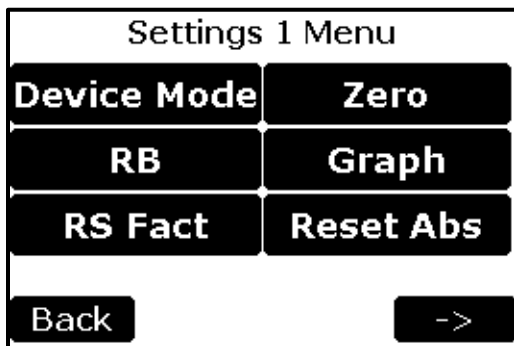 Settings 1 Menu
Device Mode Zero
RB Graph
RS Fact Reset Abs
Back ->